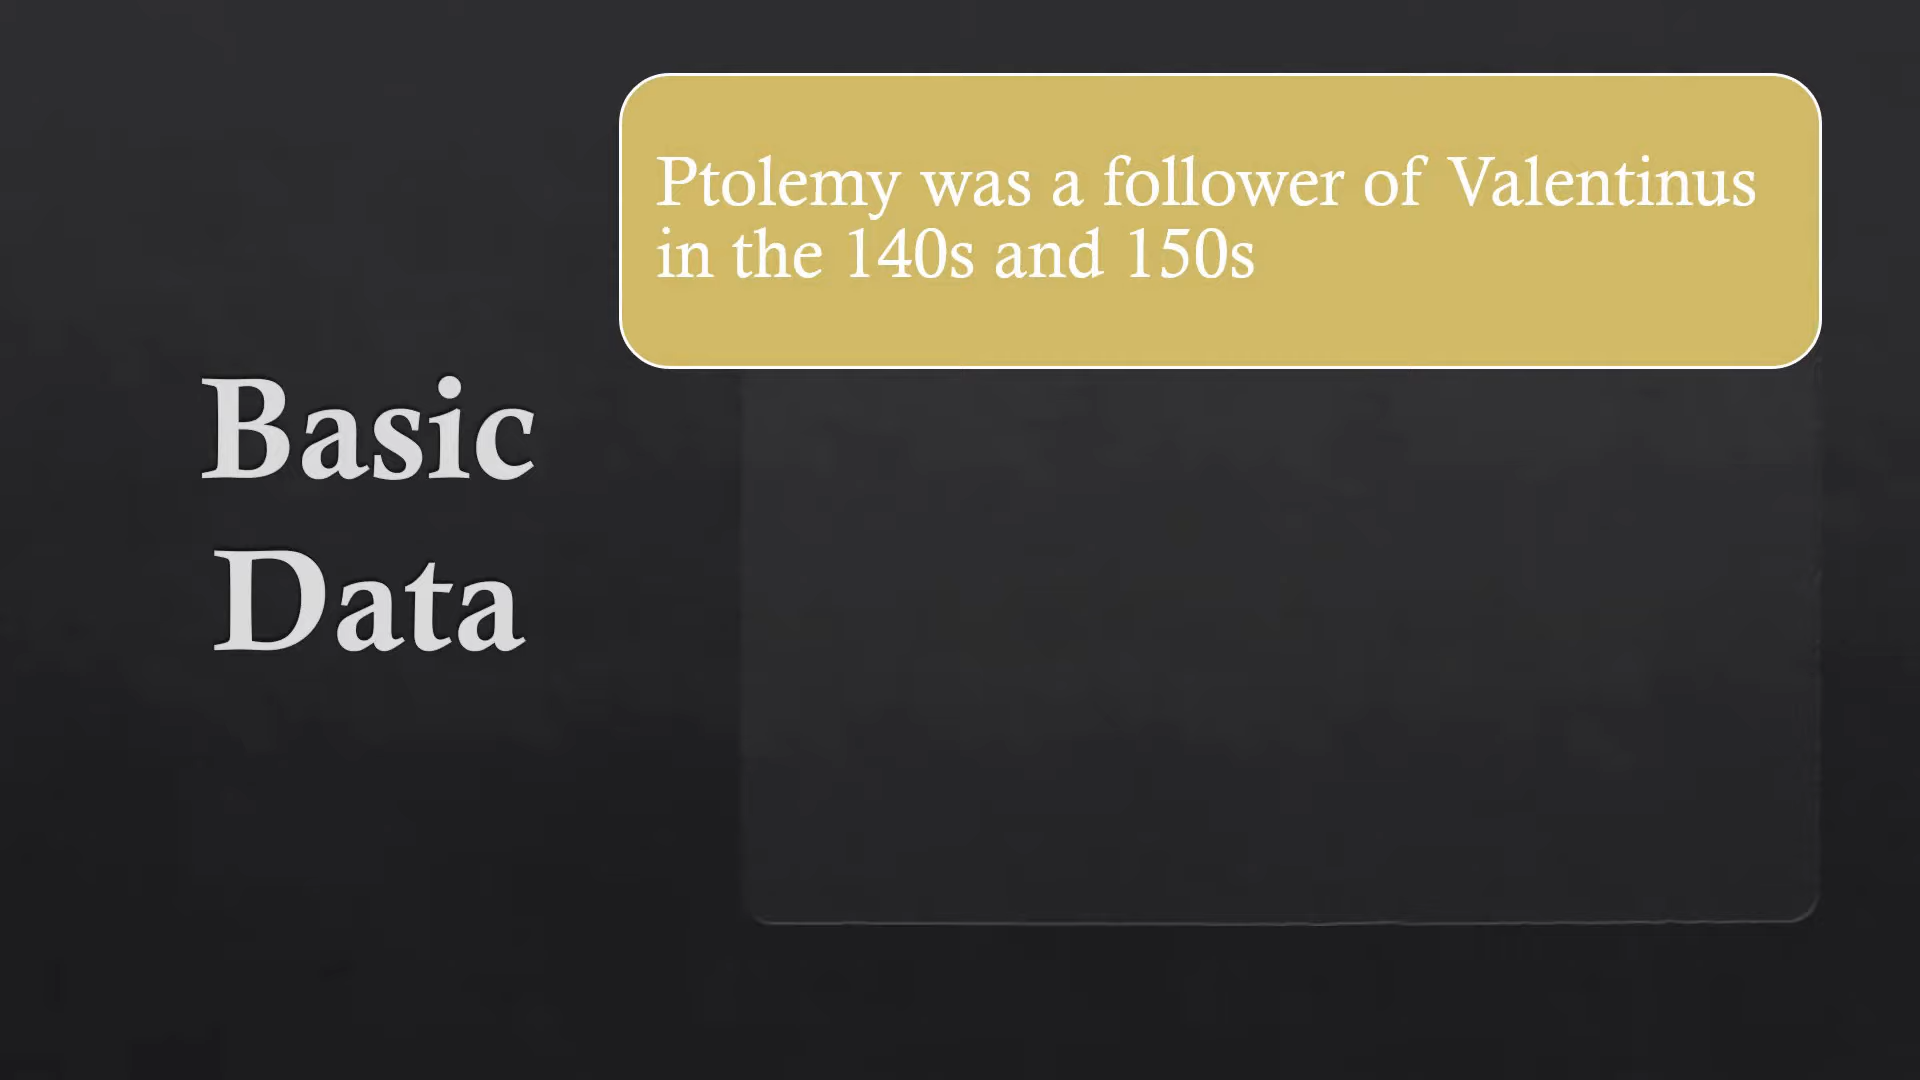 Basic
Data
Ptolemy was a follower of Valentinus
in the 140s and 150s